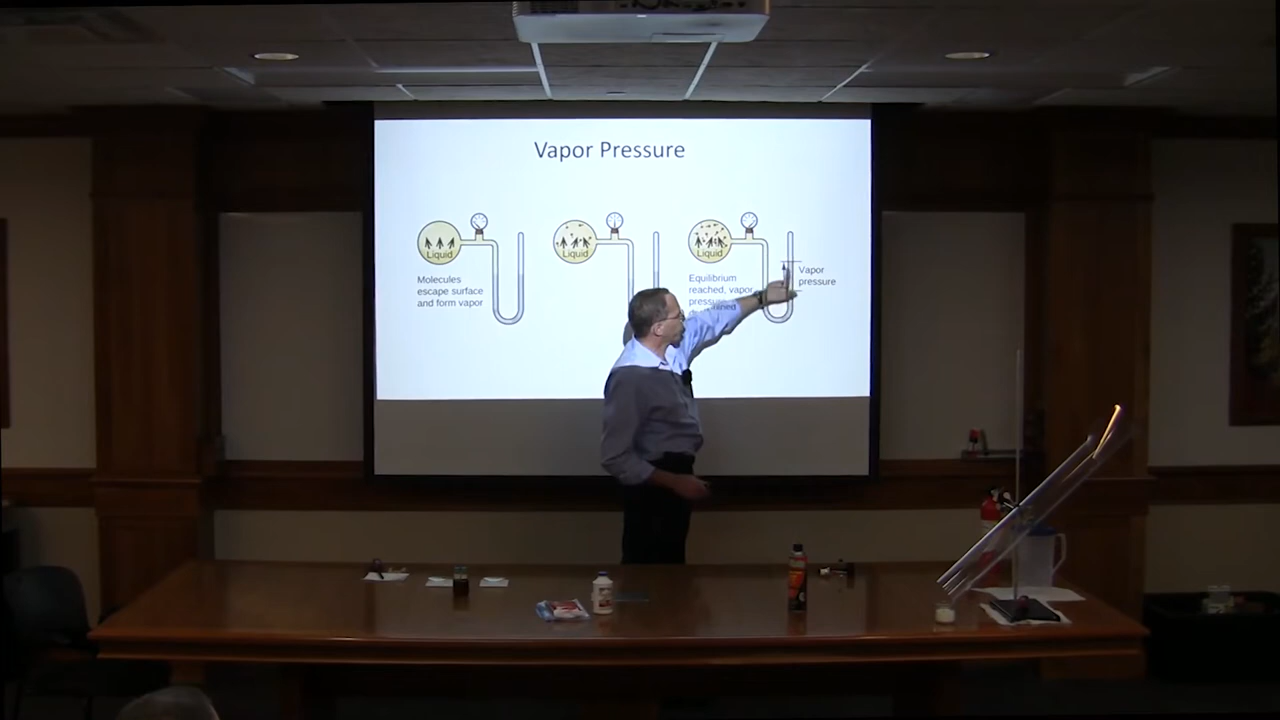 Vapor Pressure
Liquid
Molecules
escape surface
and form vapor
Liquid
Liquid
Equilibrium
reached, vapor
pressure
Vapor
pressure